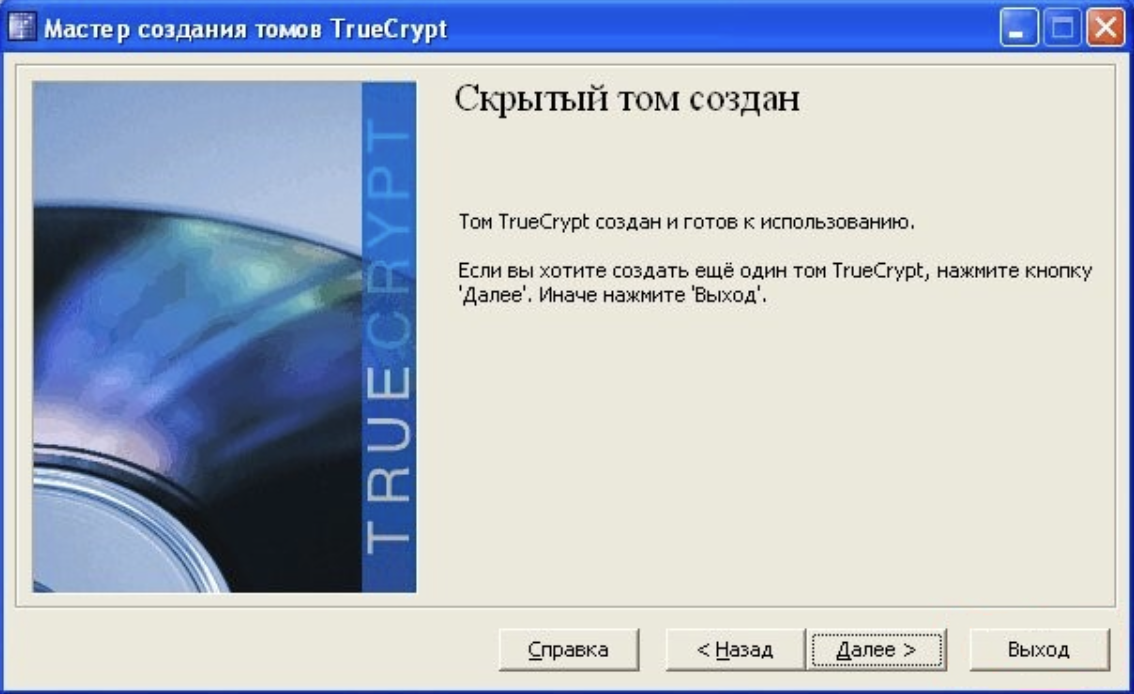 Мастер создания томов TrueCrypt
TRUECRYPT
Скрытый том создан
Том TrueCrypt создан и готов к использованию.
Если вы хотите создать ещё один том TrueCrypt, нажмите кнопку
'Далее'. Иначе нажмите 'Выход'.
Справка
< Назад
Далее >
Выход